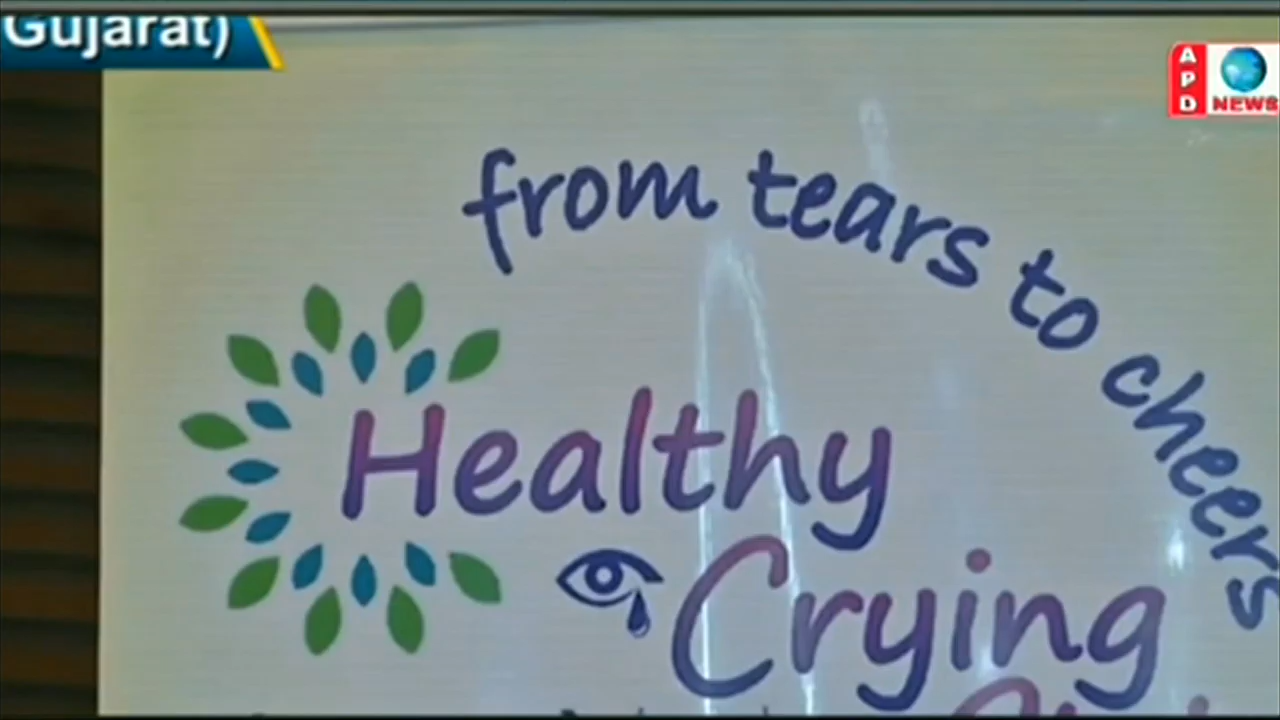 Gujarat)
APD
NEWS
from tears to cheers
Healthy
Crying